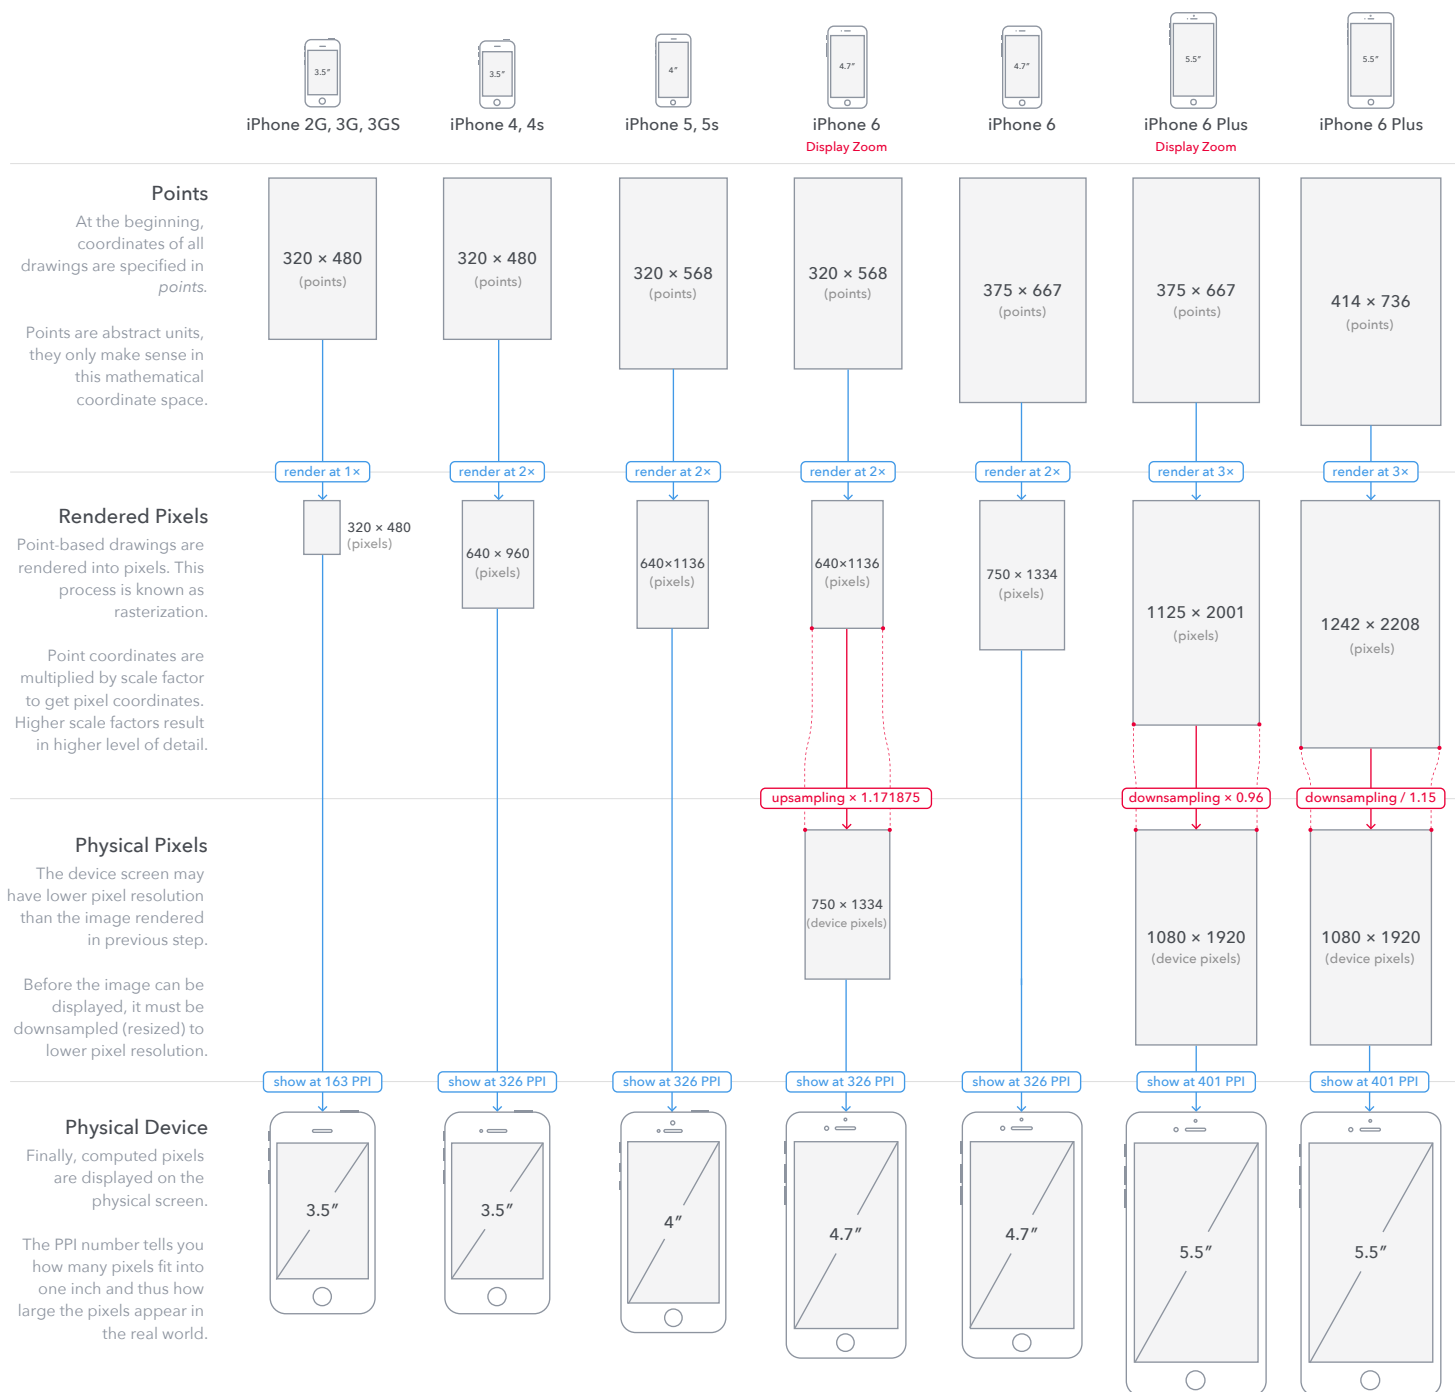 3.5″
3.5″
4″
4.7″
4.7″
5.5″
5.5″
iPhone 2G, 3G, 3GS
iPhone 4, 4s
iPhone 5, 5s
iPhone 6
iPhone 6
iPhone 6 Plus
iPhone 6 Plus
Display Zoom
Display Zoom
Points
At the beginning,
coordinates of all
drawings are specified in
points.
Points are abstract units,
they only make sense in
this mathematical
coordinate space.
320 × 480
(points)
320 × 480
(points)
320 × 568
(points)
320 × 568
(points)
375 × 667
(points)
375 × 667
(points)
414 × 736
(points)
render at 1×
render at 2×
render at 2×
render at 2×
render at 2×
render at 3×
render at 3×
Rendered Pixels
Point-based drawings are
rendered into pixels. This
process is known as
rasterization.
Point coordinates are
multiplied by scale factor
to get pixel coordinates.
Higher scale factors result
in higher level of detail.
320 × 480
(pixels)
640 × 960
(pixels)
640×1136
(pixels)
640×1136
(pixels)
750 × 1334
(pixels)
1125 × 2001
(pixels)
1242 × 2208
(pixels)
upsampling × 1.171875
downsampling × 0.96
downsampling / 1.15
Physical Pixels
The device screen may
have lower pixel resolution
than the image rendered
in previous step.
Before the image can be
displayed, it must be
downsampled (resized) to
lower pixel resolution.
750 × 1334
(device pixels)
1080 × 1920
(device pixels)
1080 × 1920
(device pixels)
show at 163 PPI
show at 326 PPI
show at 326 PPI
show at 326 PPI
show at 326 PPI
show at 401 PPI
show at 401 PPI
Physical Device
Finally, computed pixels
are displayed on the
physical screen.
The PPI number tells you
how many pixels fit into
one inch and thus how
large the pixels appear in
the real world.
3.5″
3.5″
4″
4.7″
4.7″
5.5″
5.5″